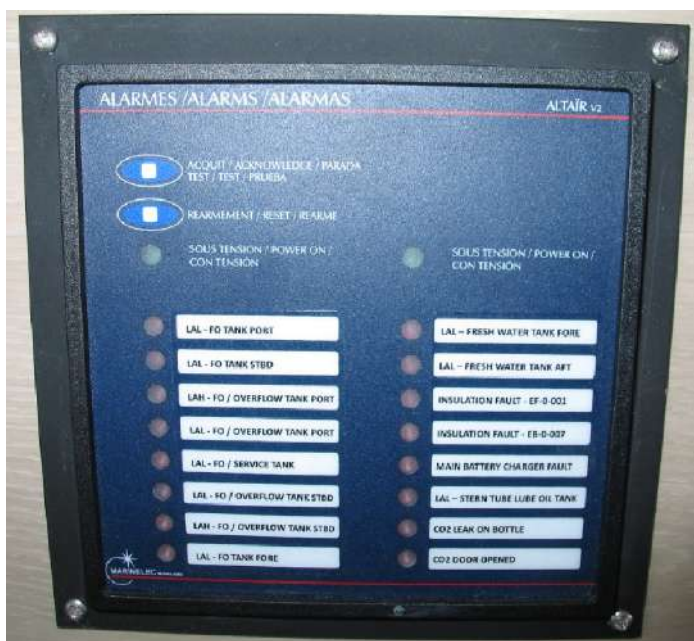 ALARMES /ALARMS /ALARMAS
ALTAÏR V2
ACQUIT / ACKNOWLEDGE / PARADA
TEST / TEST / PRUEBA
REARMEMENT / RESET / REARME
SOUS TENSION / POWER ON /
CON TENSIÓN
SOUS TENSION / POWER ON /
CON TENSIÓN
LAL - FO TANK PORT
LAL - FO TANK STBD
LAH - FO / OVERFLOW TANK PORT
LAL - FO / OVERFLOW TANK PORT
LAL - FO / SERVICE TANK
LAL - FO / OVERFLOW TANK STBD
LAH - FO / OVERFLOW TANK STBD
LAL - FO TANK FORE
LAL – FRESH WATER TANK FORE
LAL – FRESH WATER TANK AFT
INSULATION FAULT - EF-0-001
INSULATION FAULT - EB-0-007
MAIN BATTERY CHARGER FAULT
LAL – STERN TUBE LUBE OIL TANK
CO2 LEAK ON BOTTLE
CO2 DOOR OPENED
MARINELEC